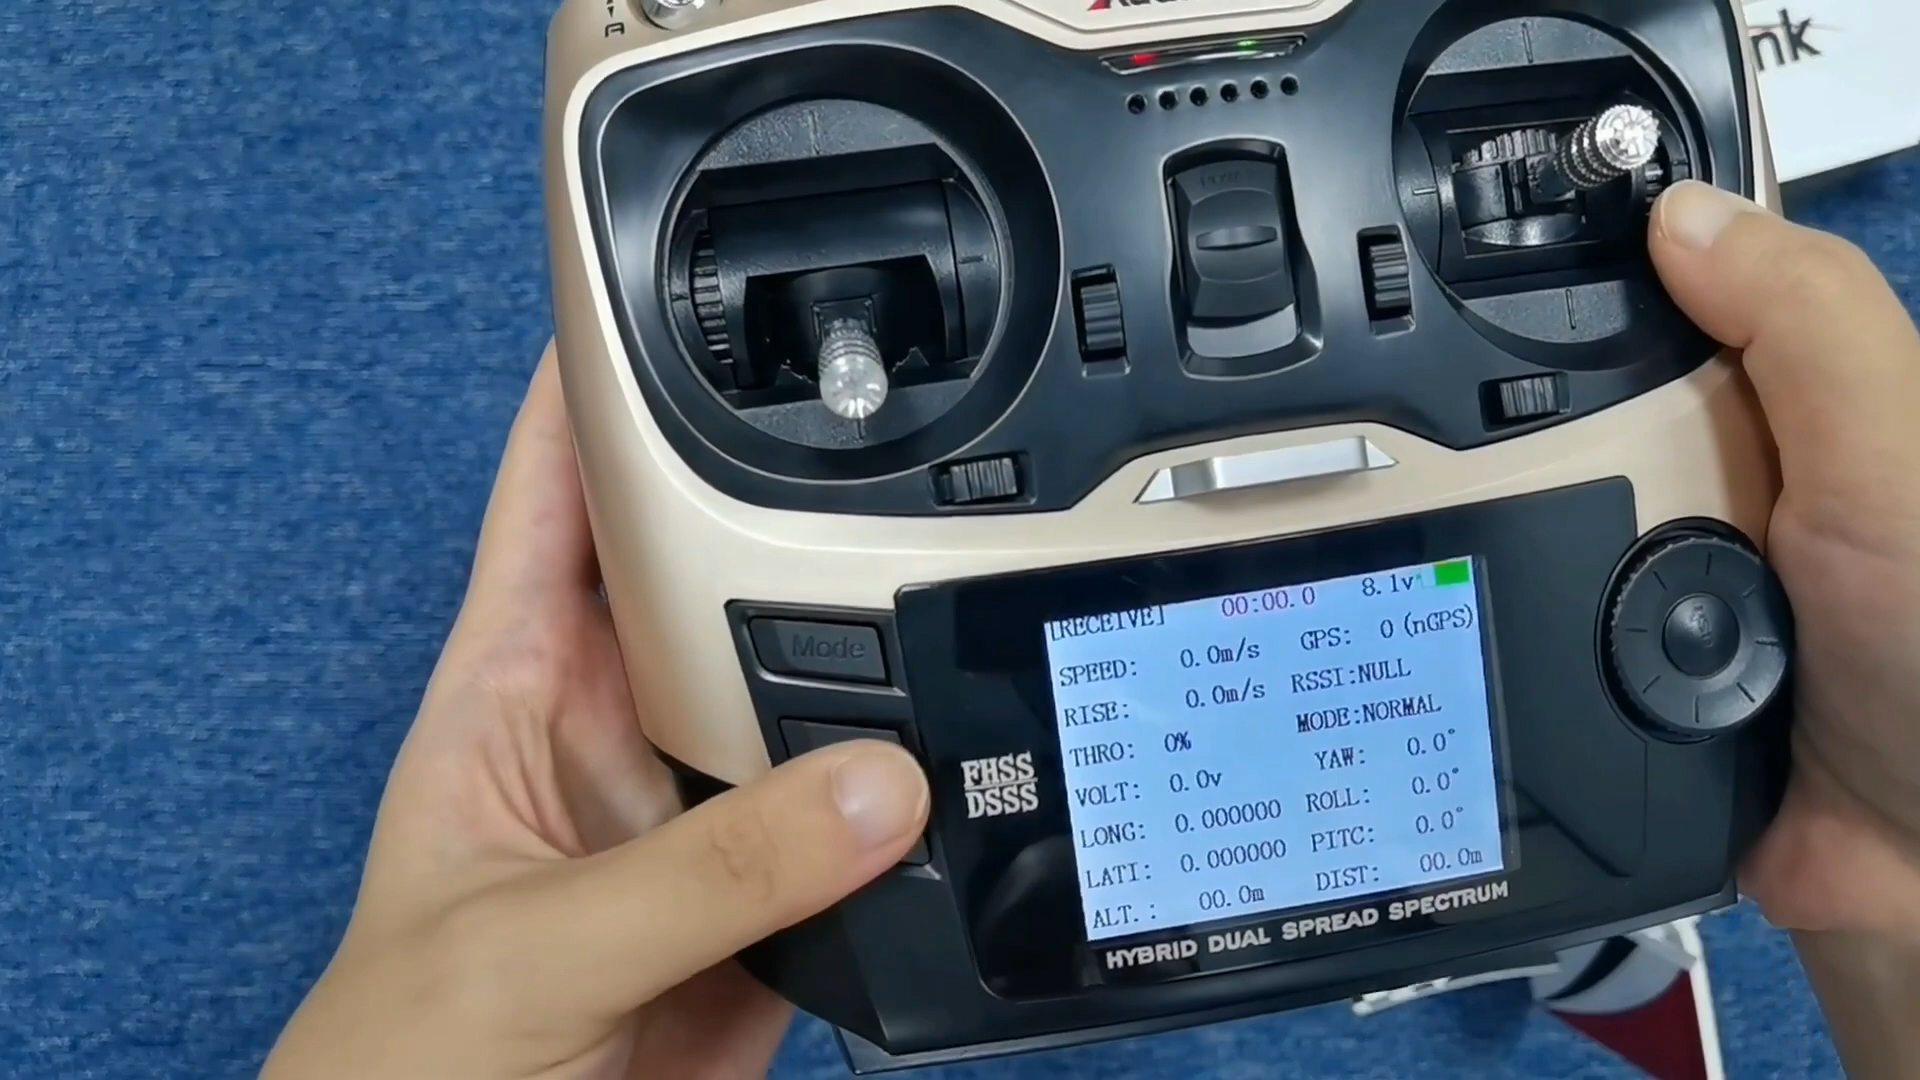 nk
Mode
[RECEIVE] 00:00.0 8.1v
SPEED: 0.0m/s GPS: 0 (nGPS)
RISE: 0.0m/s RSSI:NULL
THRO: 0% MODE:NORMAL
VOLT: 0.0v YAW: 0.0°
LONG: 0.000000 ROLL: 0.0°
LATI: 0.000000 PITC: 0.0°
ALT.: 00.0m DIST: 00.0m
FHSS
DSSS
HYBRID DUAL SPREAD SPECTRUM